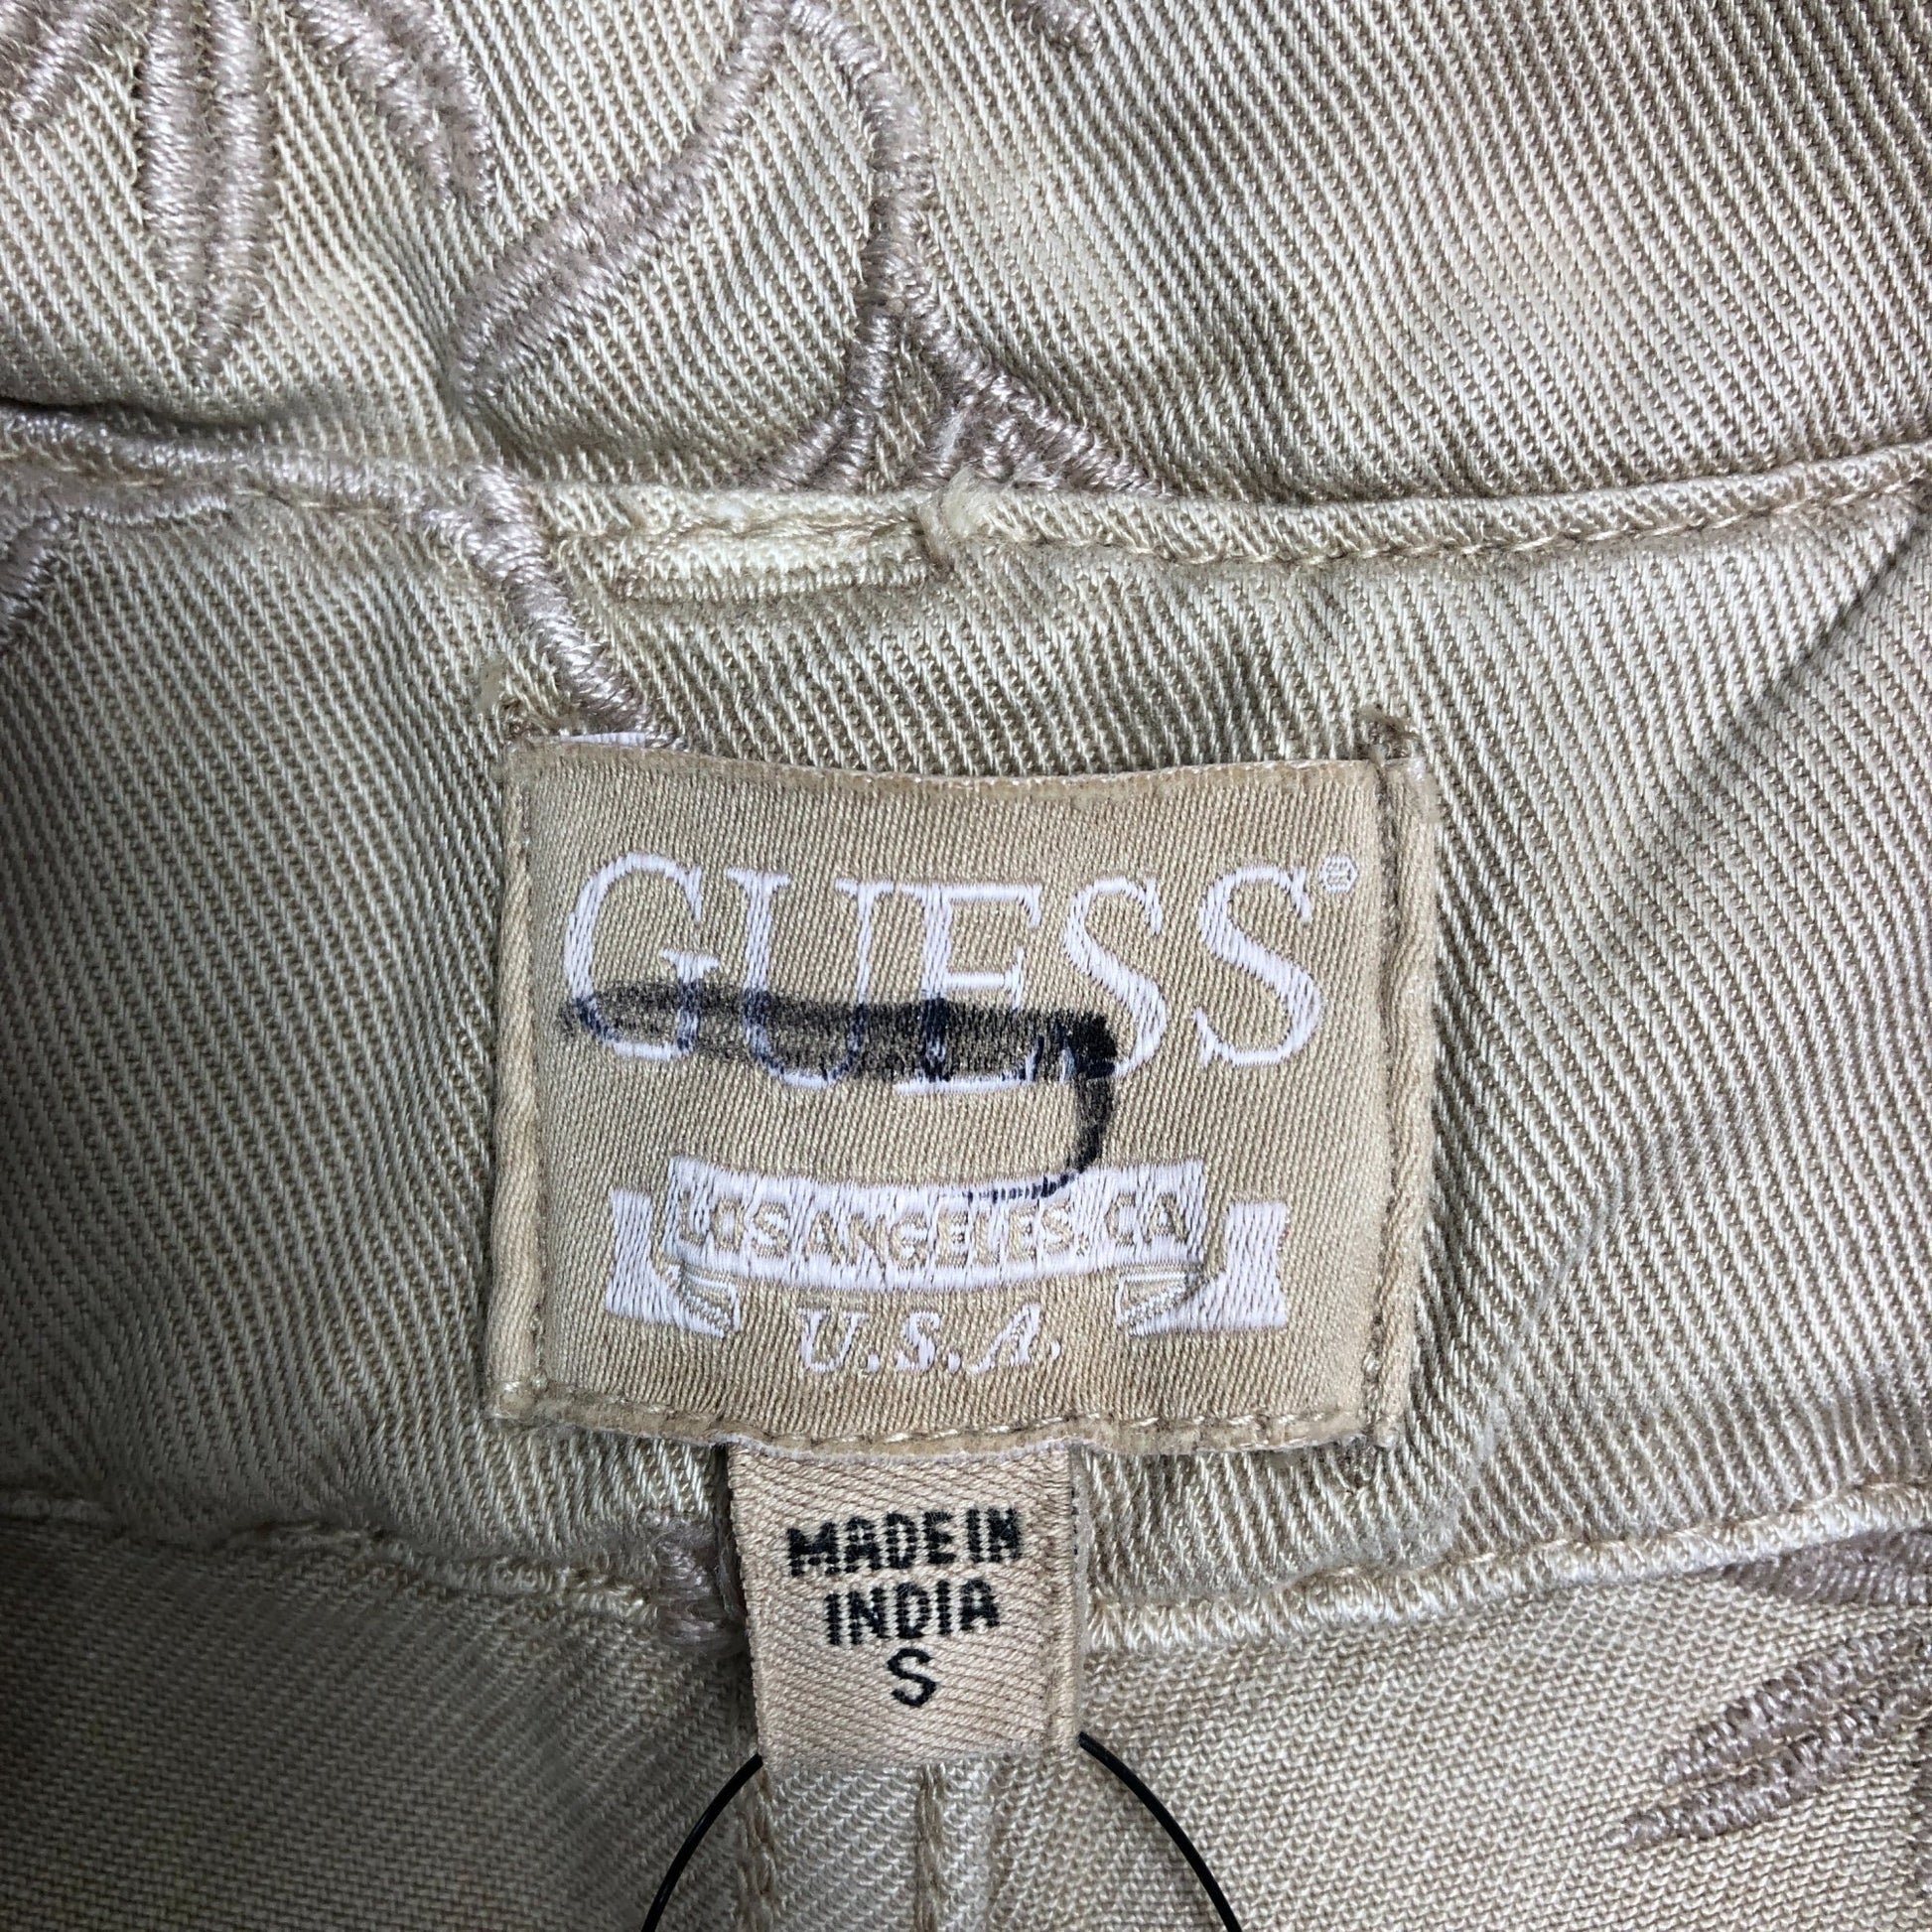 GUESS®
LOS ANGELES, CA
U.S.A.
MADE IN
INDIA
S